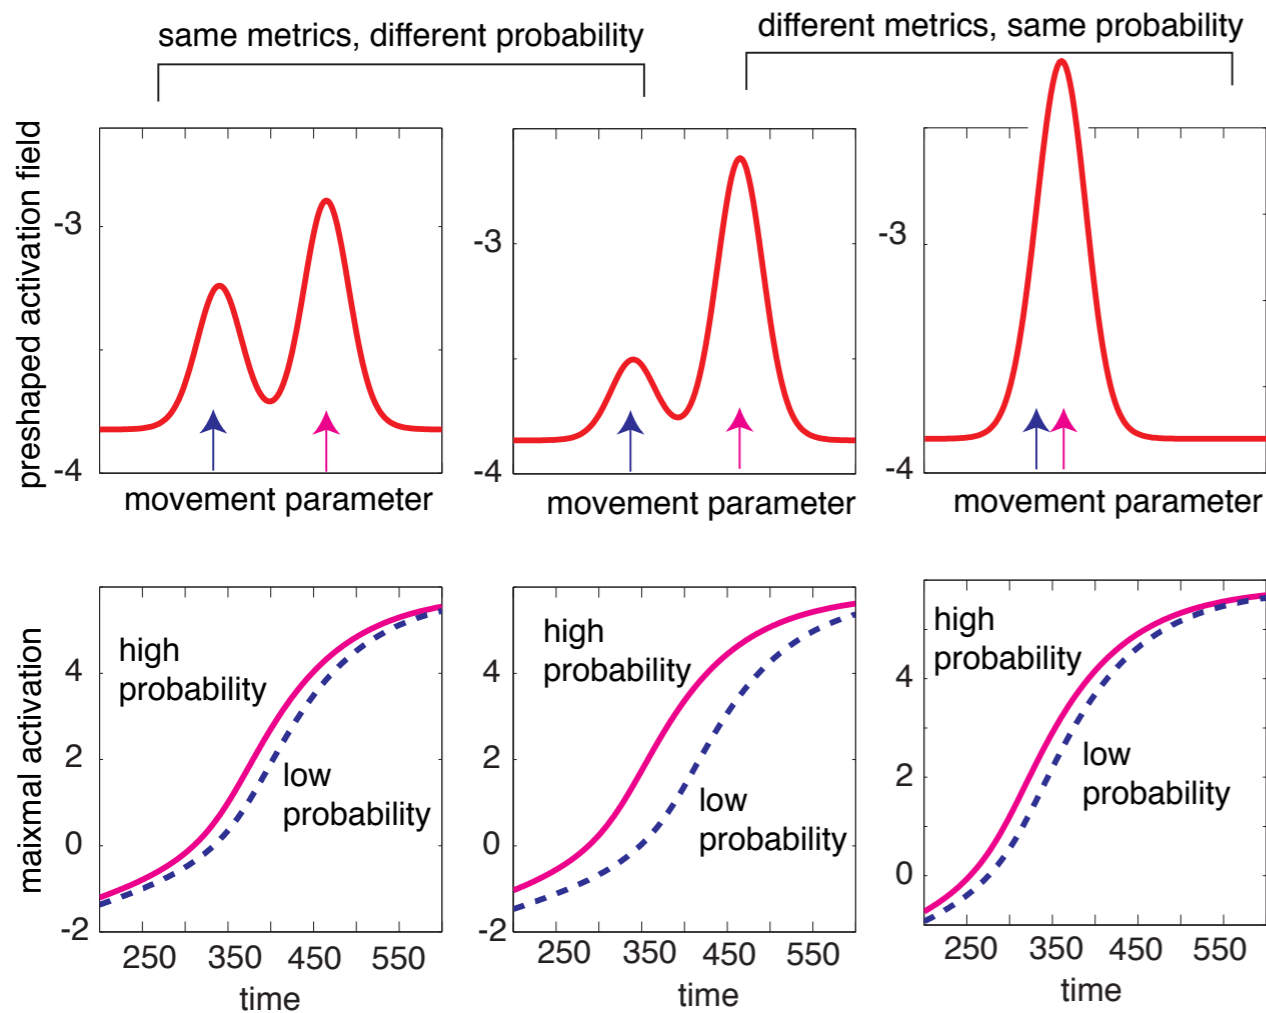 same metrics, different probability
different metrics, same probability
preshaped activation field
-3
-4
movement parameter
-3
-4
movement parameter
-3
-4
movement parameter
maixmal activation
4
2
0
-2
high
probability
low
probability
250 350 450 550
time
4
2
0
-2
high
probability
low
probability
250 350 450 550
time
4
2
0
high
probability
low
probability
250 350 450 550
time